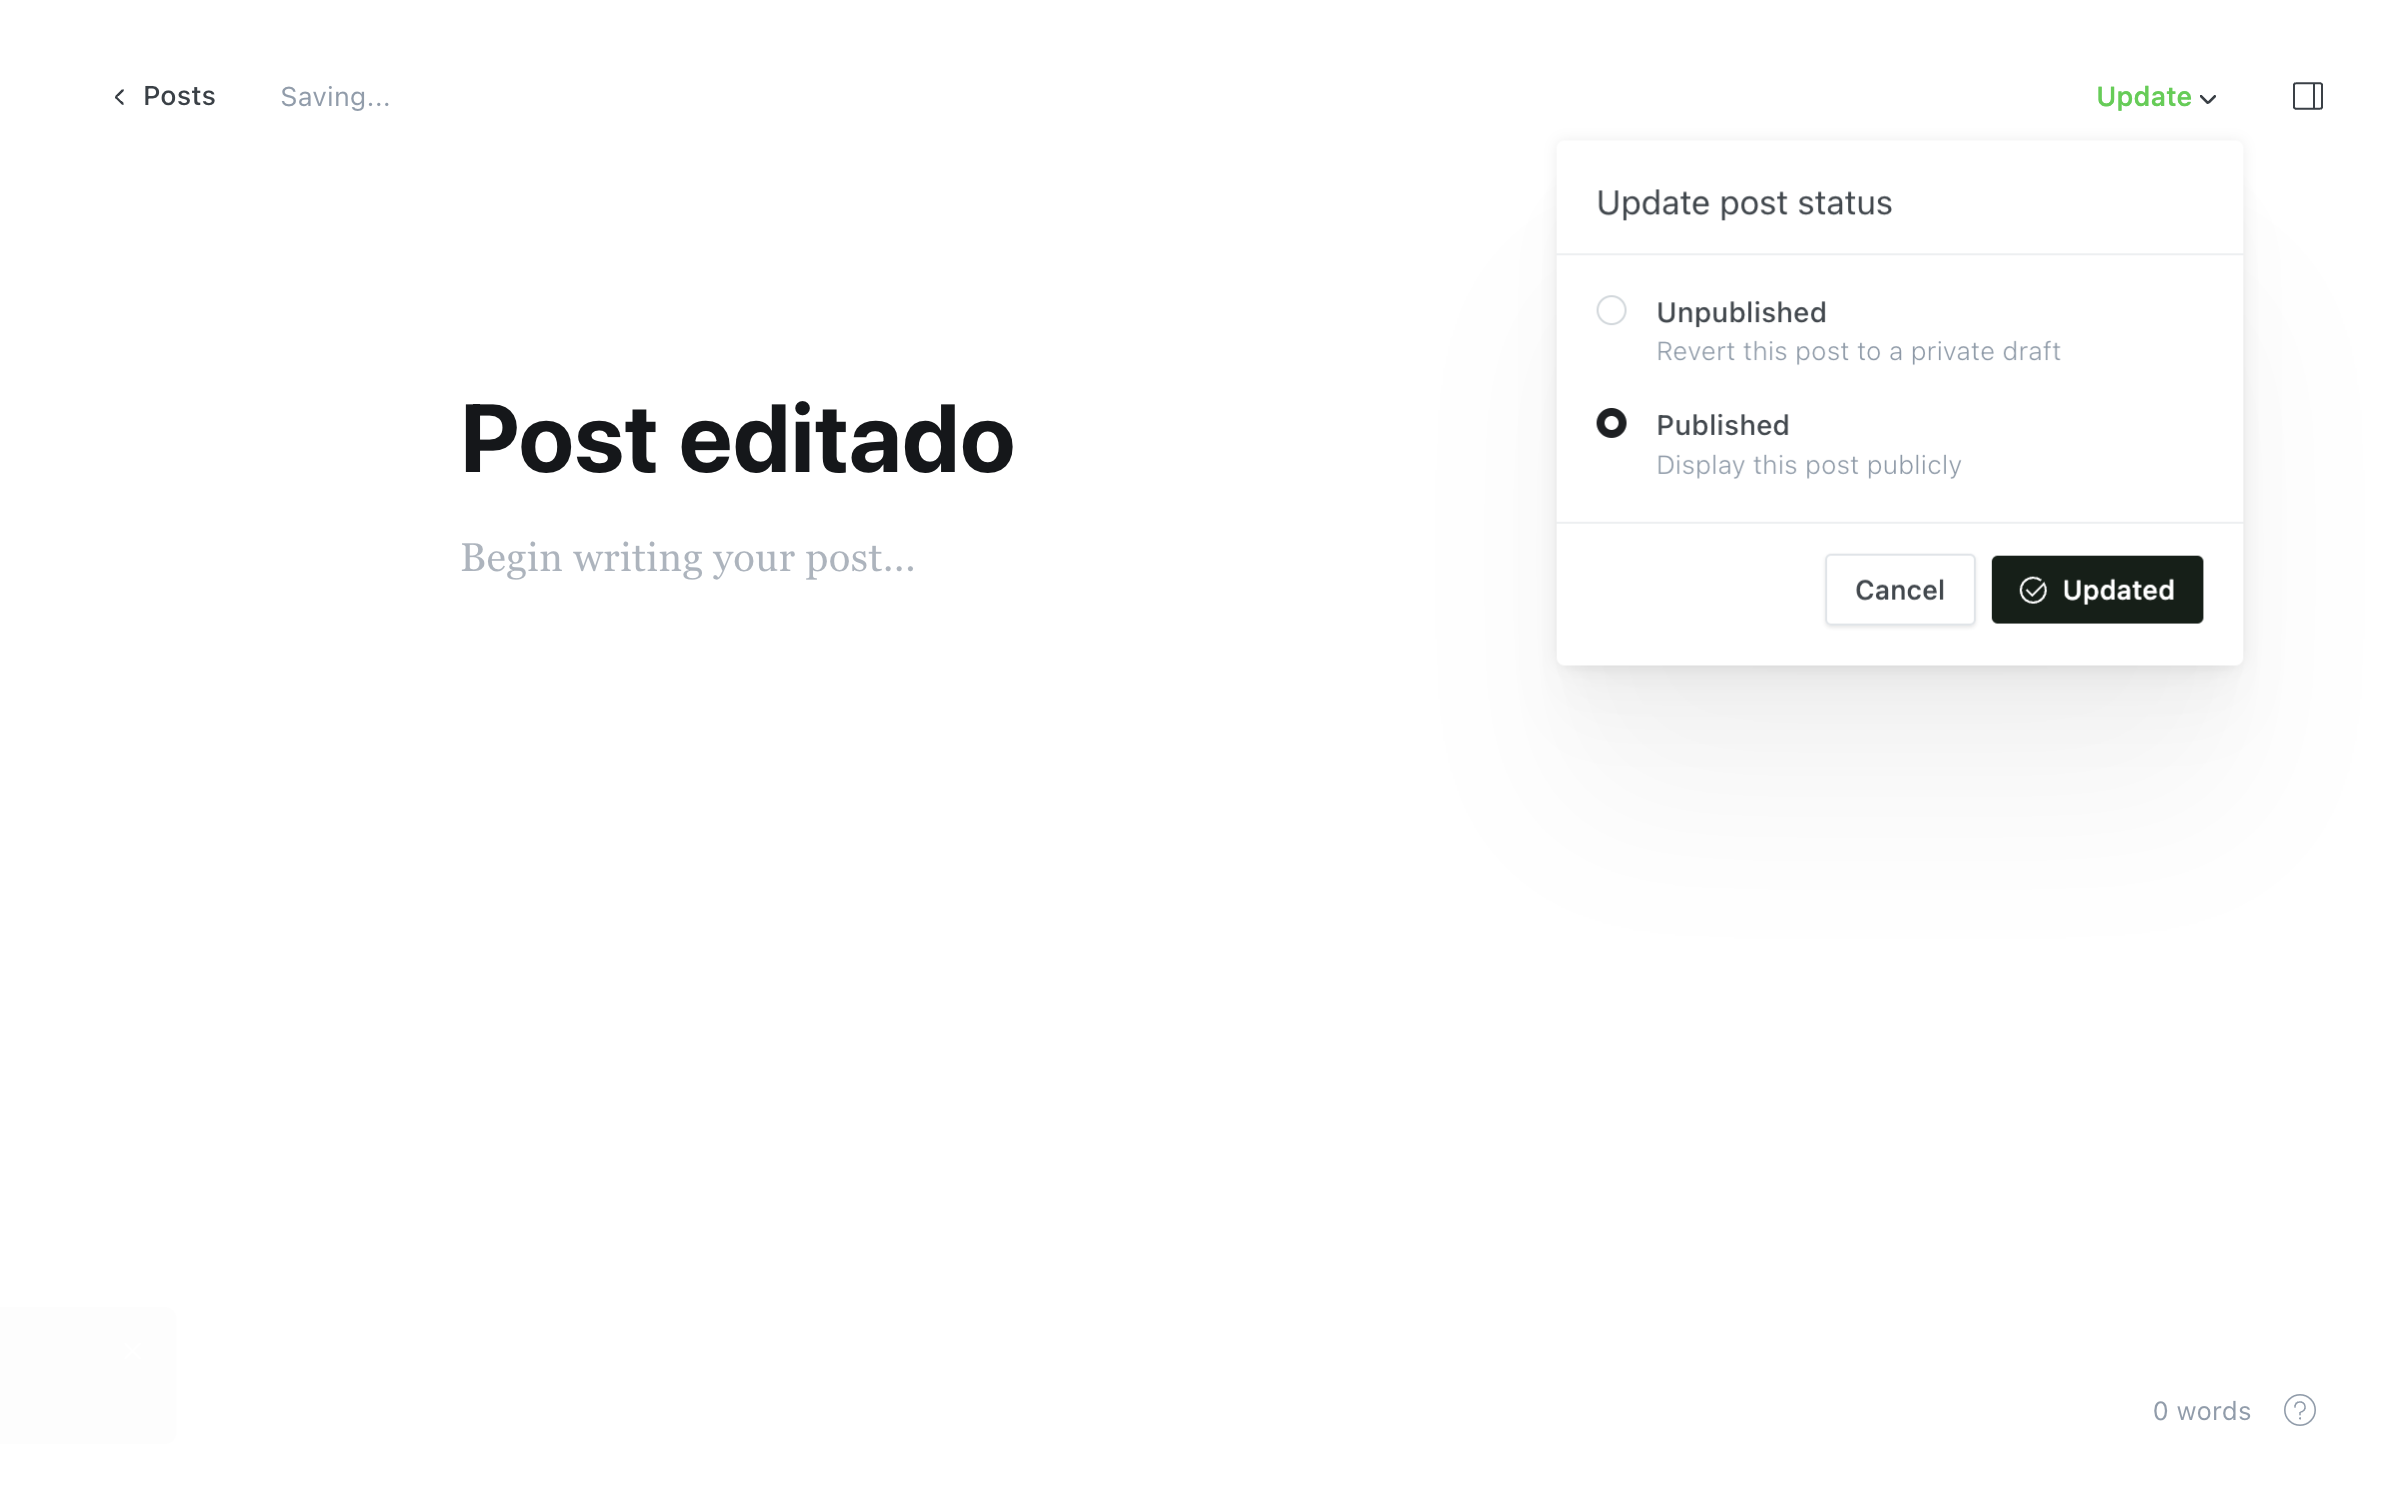 Posts
Saving...
Update
Update post status
Unpublished
Revert this post to a private draft
Published
Display this post publicly
Cancel
Updated
Post editado
Begin writing your post...
0 words
?